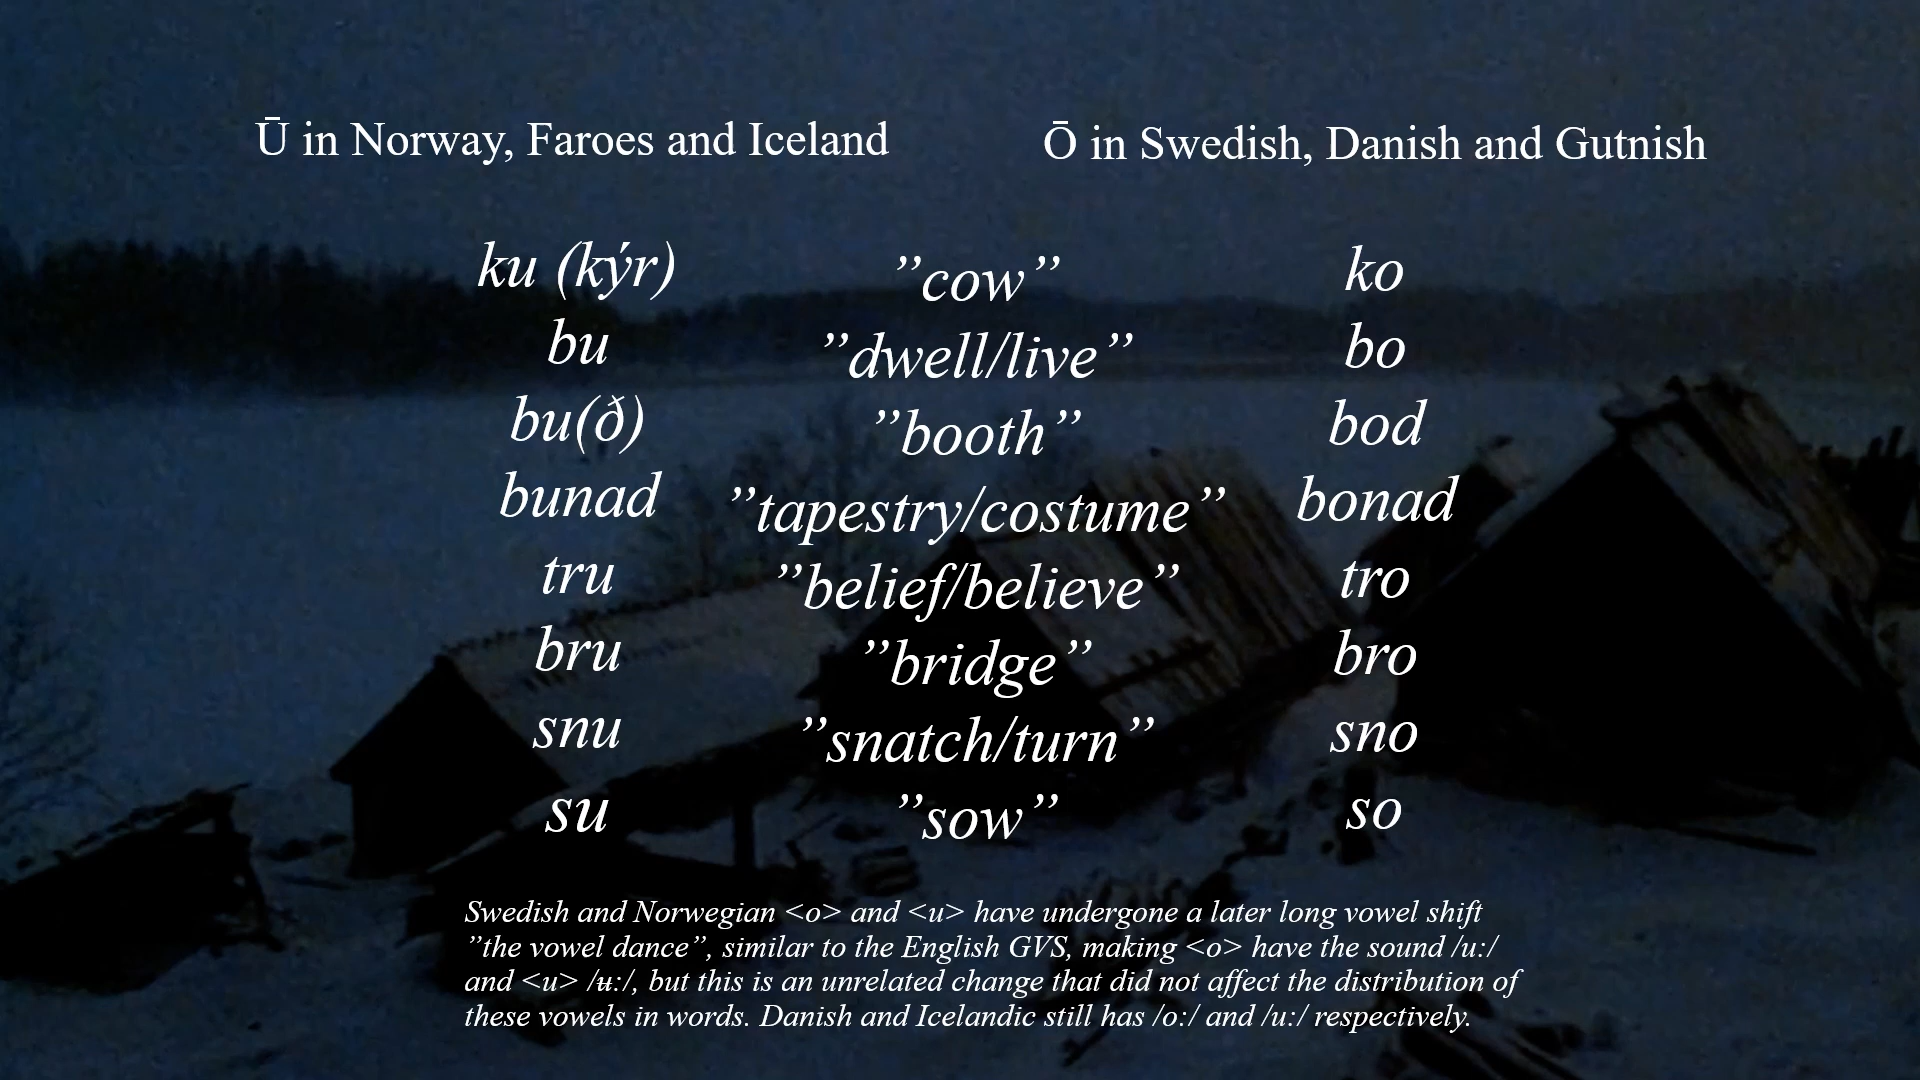 Ū in Norway, Faroes and Iceland
Ō in Swedish, Danish and Gutnish
ku (kýr) ”cow” ko
bu ”dwell/live” bo
bu(ð) ”booth” bod
bunad ”tapestry/costume” bonad
tru ”belief/believe” tro
bru ”bridge” bro
snu ”snatch/turn” sno
su ”sow” so
Swedish and Norwegian <o> and <u> have undergone a later long vowel shift
”the vowel dance”, similar to the English GVS, making <o> have the sound /u:/
and <u> /ʉ:/, but this is an unrelated change that did not affect the distribution of
these vowels in words. Danish and Icelandic still has /o:/ and /u:/ respectively.